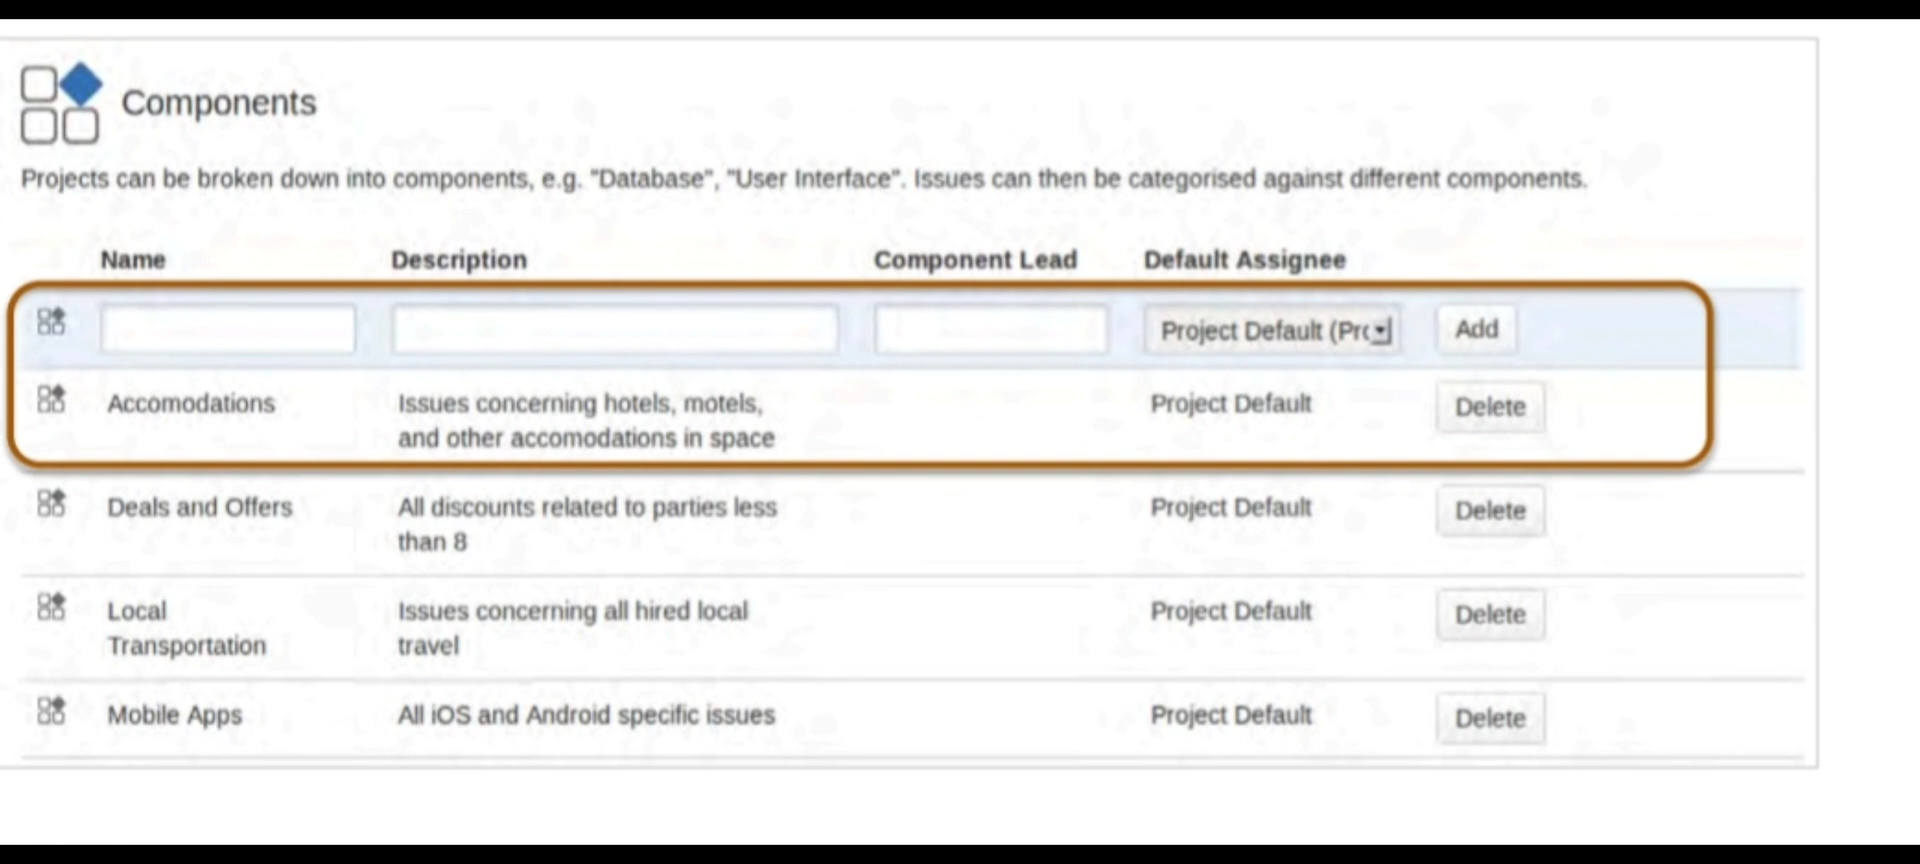 Components
Projects can be broken down into components, e.g. "Database", "User Interface". Issues can then be categorised against different components.
Name Description Component Lead Default Assignee
Project Default (Prc Add
Accomodations Issues concerning hotels, motels, Project Default Delete
and other accomodations in space
Deals and Offers All discounts related to parties less Project Default Delete
than 8
Local Issues concerning all hired local Project Default Delete
Transportation travel
Mobile Apps All iOS and Android specific issues Project Default Delete